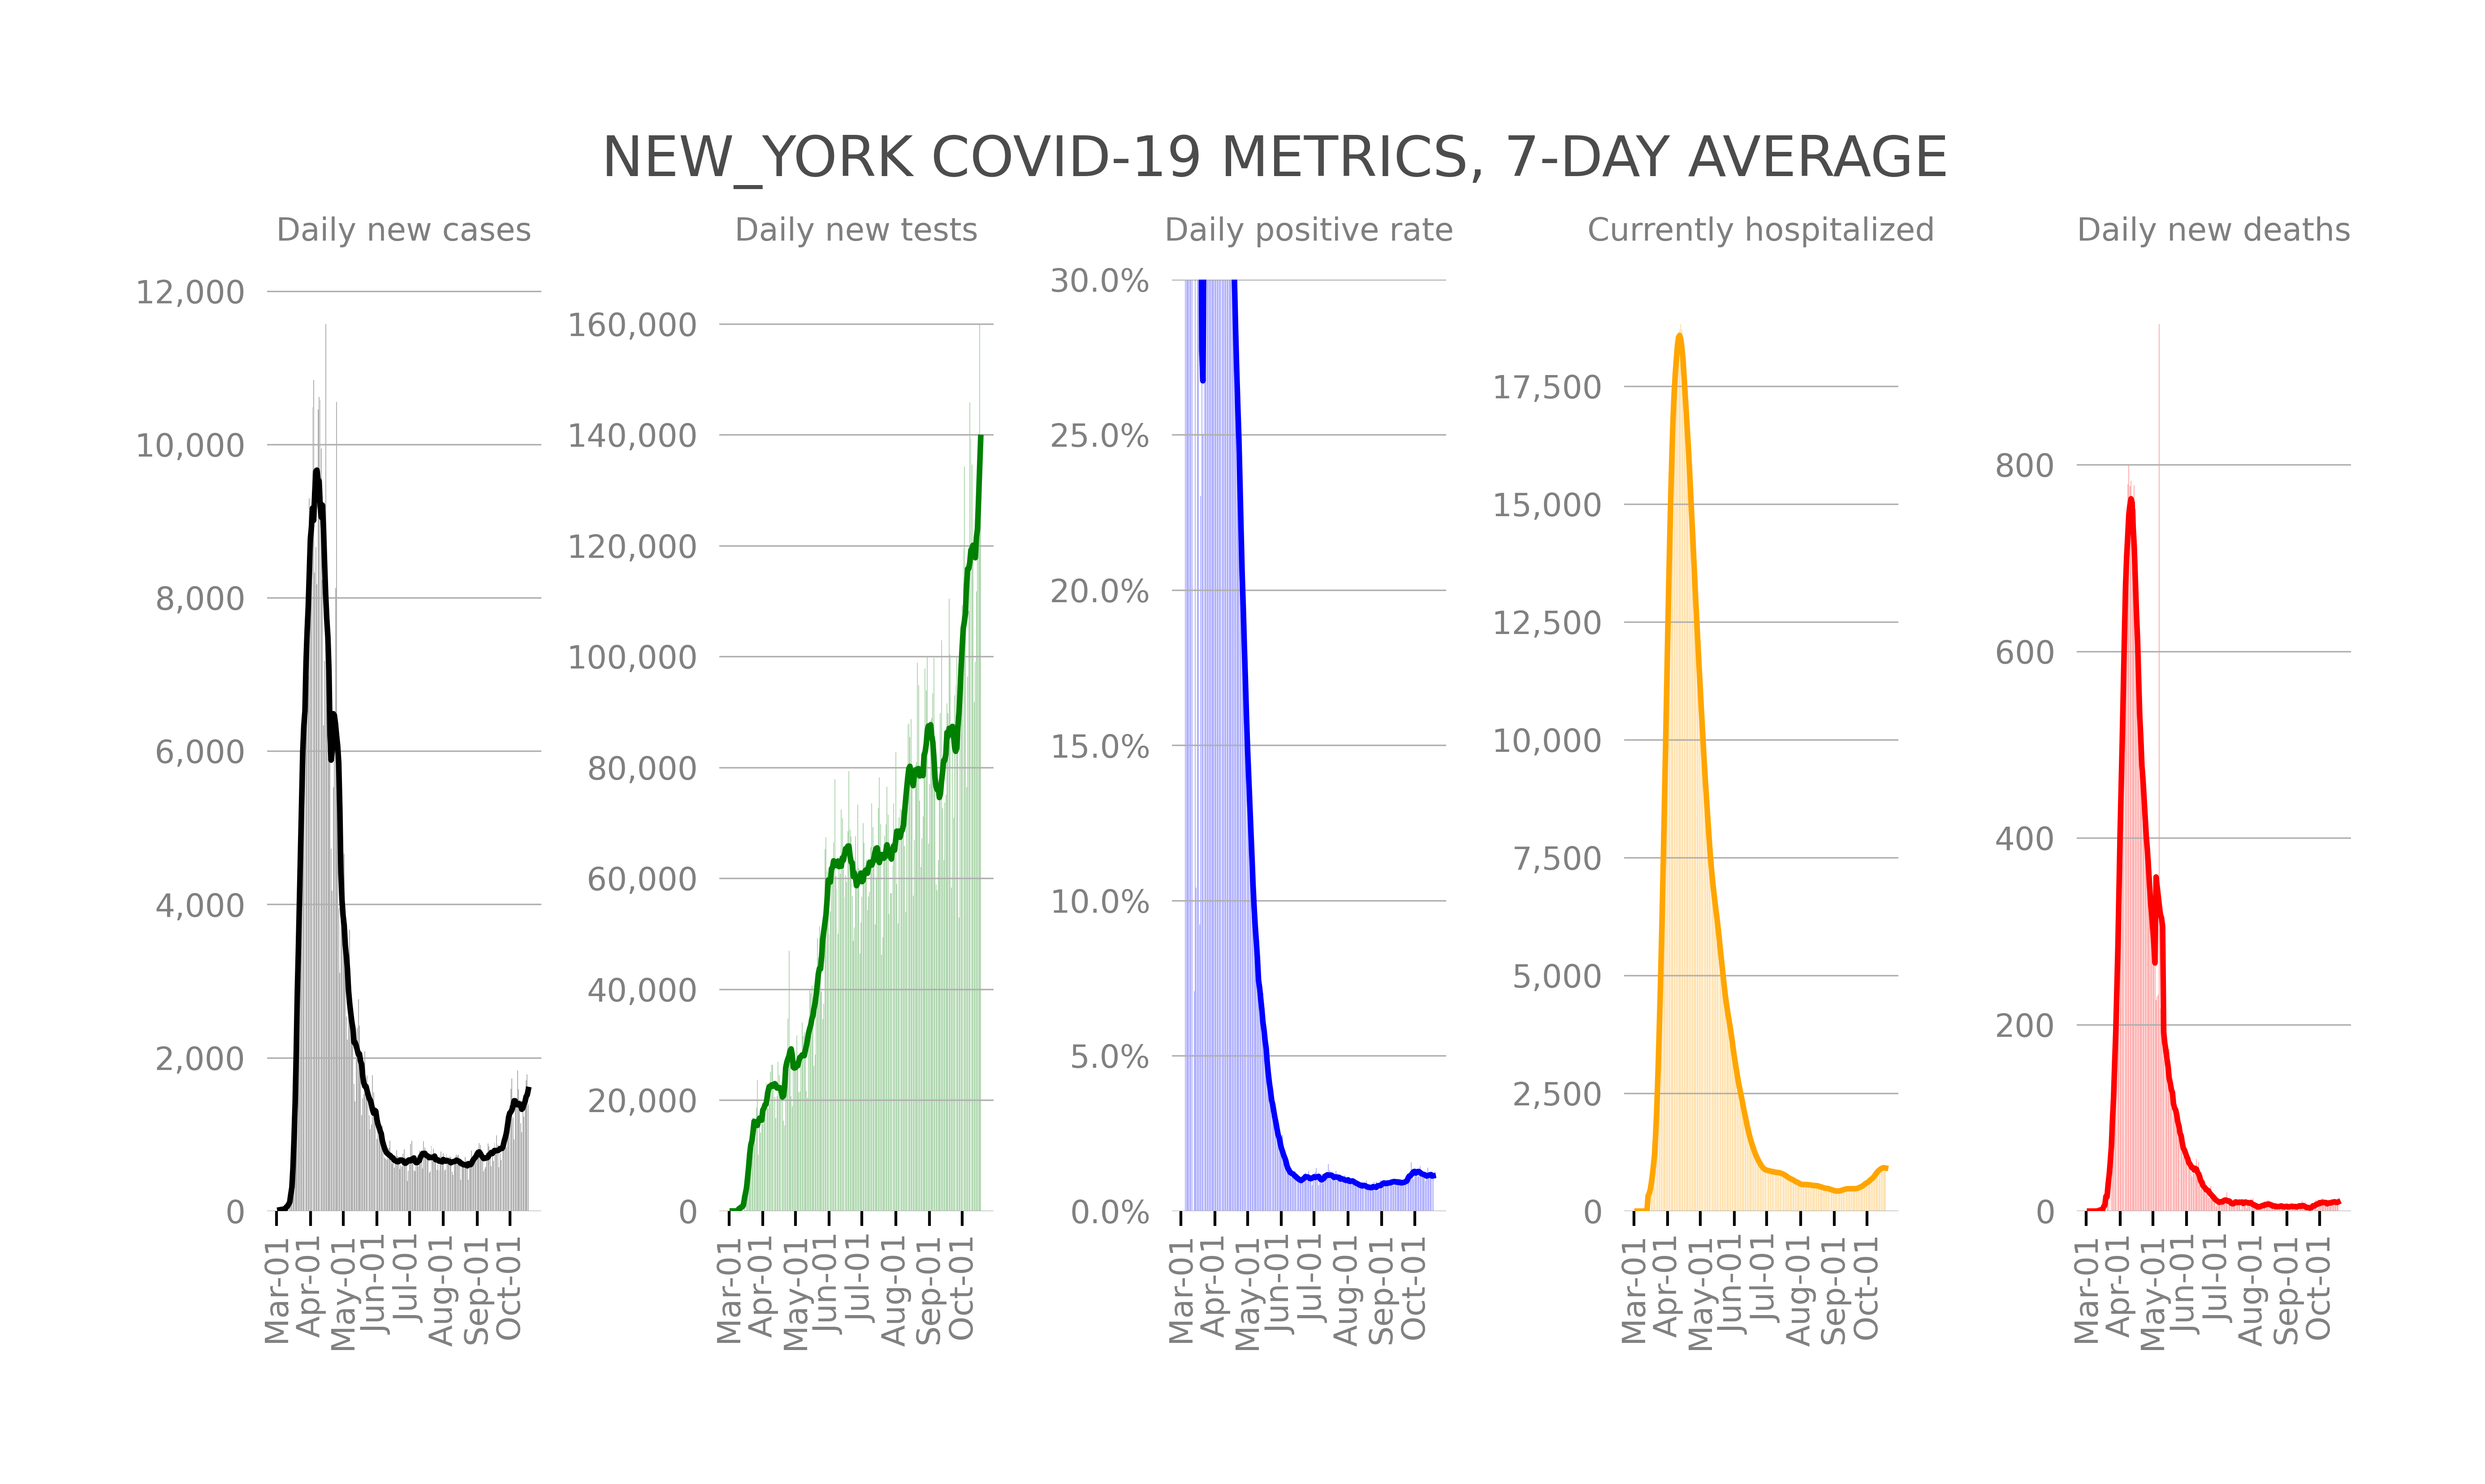 NEW_YORK COVID-19 METRICS, 7-DAY AVERAGE
Daily new cases
12,000
10,000
8,000
6,000
4,000
2,000
0
Mar-01
Apr-01
May-01
Jun-01
Jul-01
Aug-01
Sep-01
Oct-01
Daily new tests
160,000
140,000
120,000
100,000
80,000
60,000
40,000
20,000
0
Mar-01
Apr-01
May-01
Jun-01
Jul-01
Aug-01
Sep-01
Oct-01
Daily positive rate
30.0%
25.0%
20.0%
15.0%
10.0%
5.0%
0.0%
Mar-01
Apr-01
May-01
Jun-01
Jul-01
Aug-01
Sep-01
Oct-01
Currently hospitalized
17,500
15,000
12,500
10,000
7,500
5,000
2,500
0
Mar-01
Apr-01
May-01
Jun-01
Jul-01
Aug-01
Sep-01
Oct-01
Daily new deaths
800
600
400
200
0
Mar-01
Apr-01
May-01
Jun-01
Jul-01
Aug-01
Sep-01
Oct-01